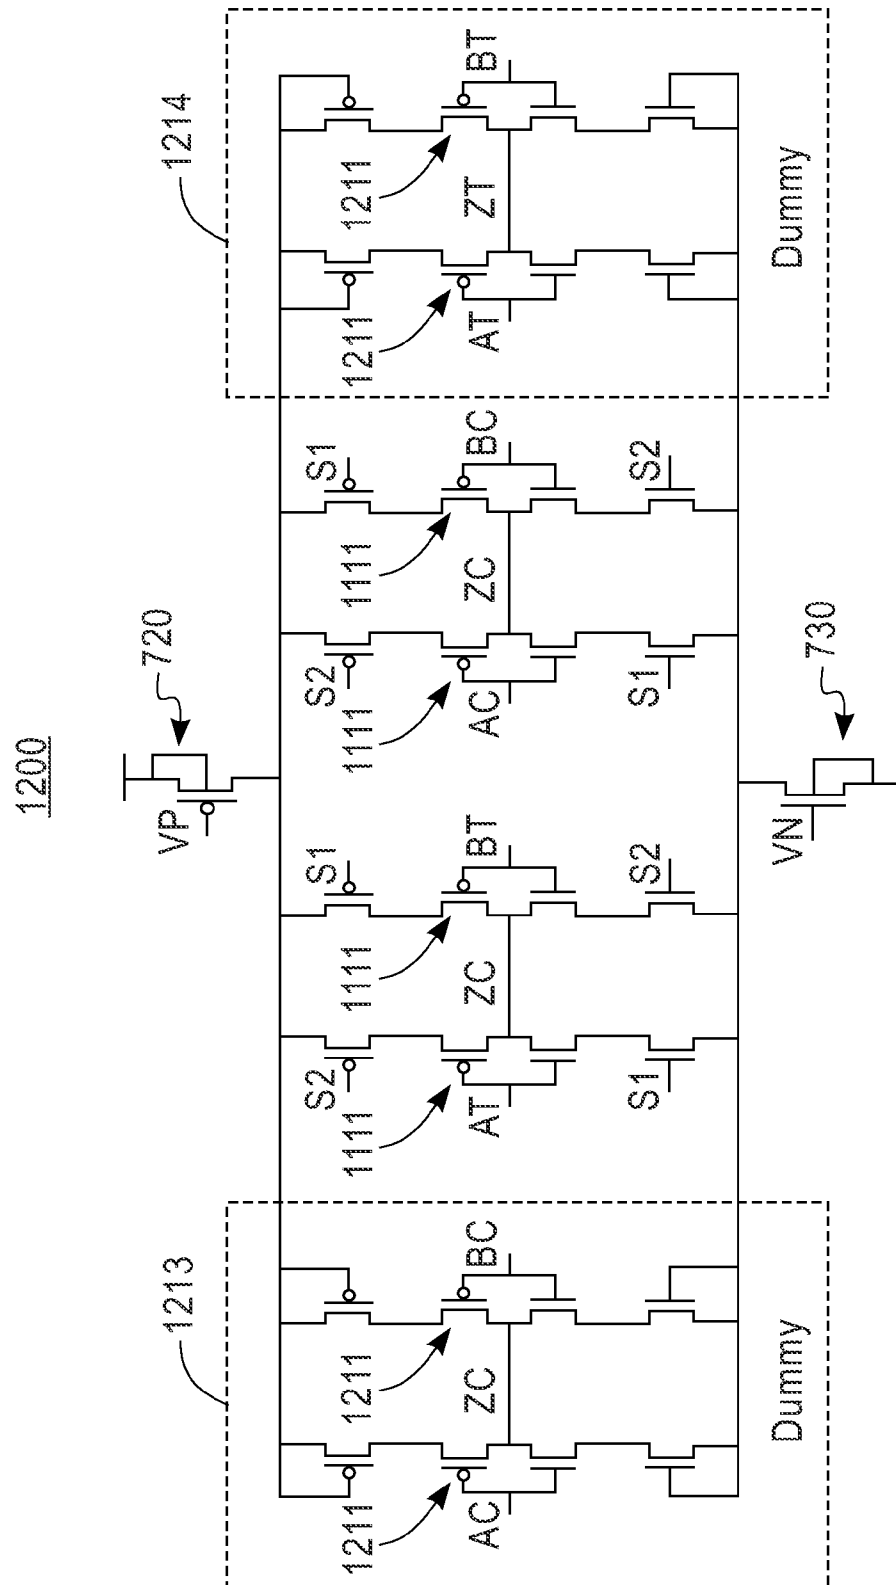 1200
1213
VP
720
1214
S2
S1
S2
S1
1211
1211
1111
1111
1111
1111
1211
1211
AC
ZC
BC
AT
ZC
BT
AC
ZC
BC
AT
ZT
BT
S1
S2
S1
S2
Dummy
VN
730
Dummy